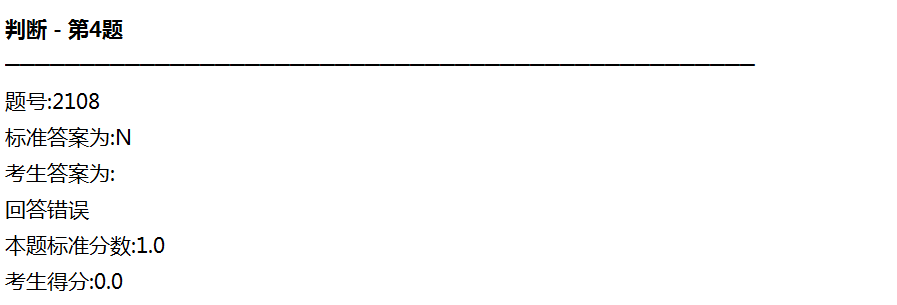 判断 - 第4题
题号:2108
标准答案为:N
考生答案为:
回答错误
本题标准分数:1.0
考生得分:0.0